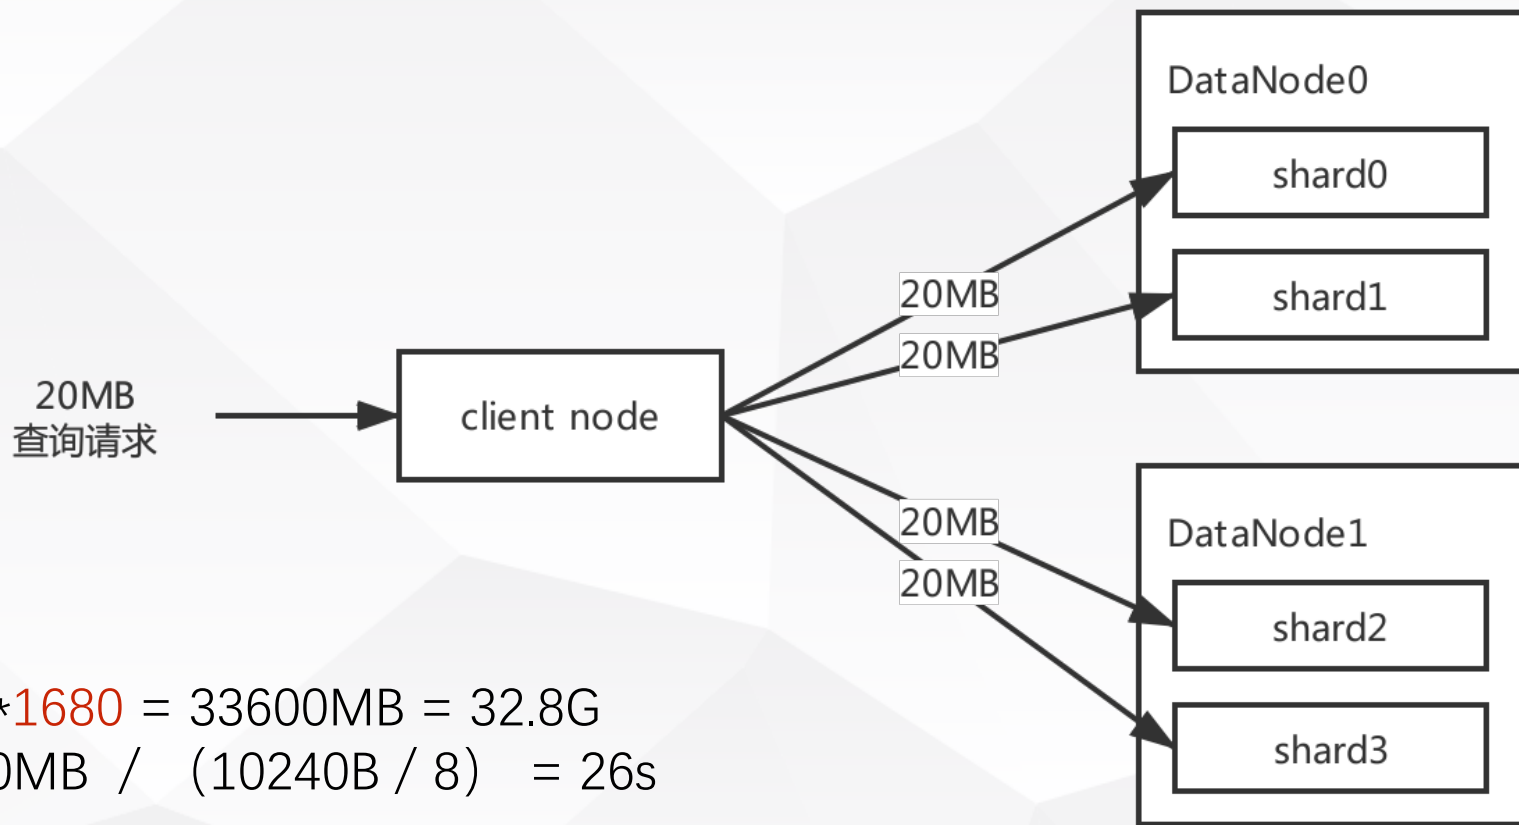 DataNode0
shard0
shard1
20MB
20MB
20MB
查询请求
client node
20MB
20MB
DataNode1
shard2
shard3
*1680 = 33600MB = 32.8G
0MB / （10240B / 8） = 26s